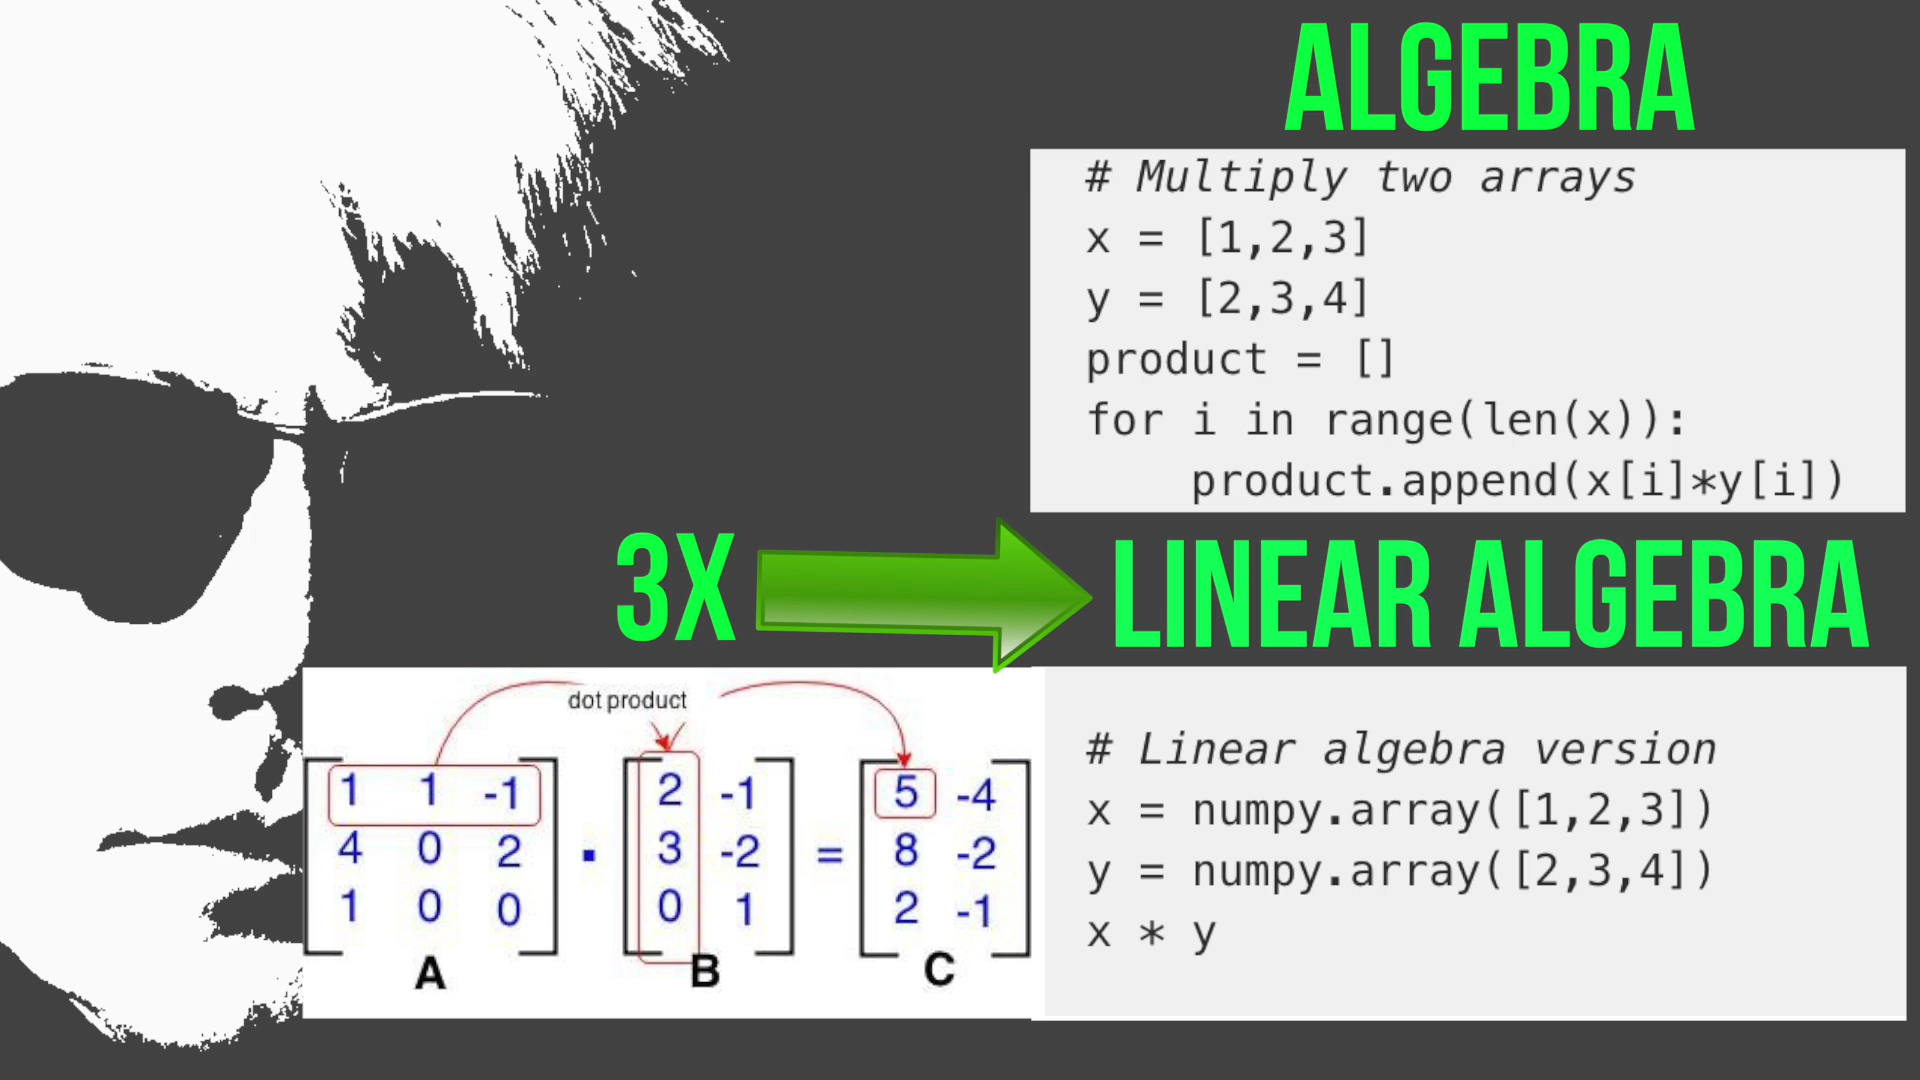 ALGEBRA
# Multiply two arrays
x = [1,2,3]
y = [2,3,4]
product = []
for i in range(len(x)):
    product.append(x[i]*y[i])
3X
LINEAR ALGEBRA
dot product
1 1 -1   2 -1   5 -4
4 0 2 · 3 -2 = 8 -2
1 0 0   0 1   2 -1
A B C
# Linear algebra version
x = numpy.array([1,2,3])
y = numpy.array([2,3,4])
x * y